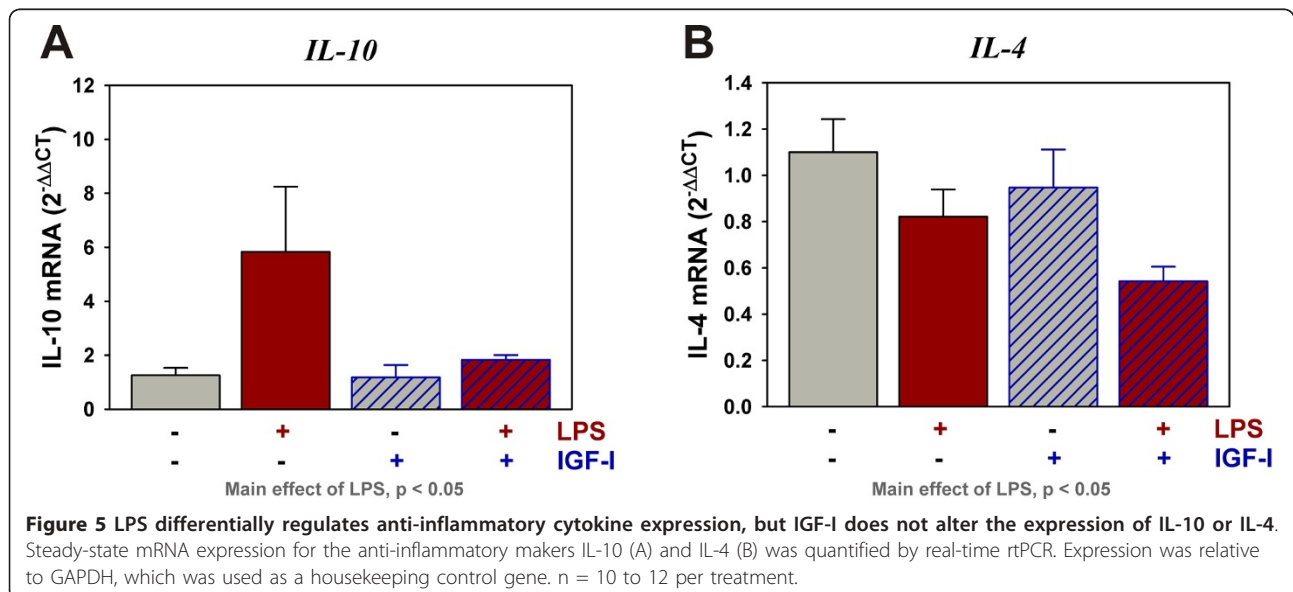 A
IL-10
12
10
8
6
4
2
0
IL-10 mRNA (2^-ΔΔCT)
- + - + LPS
- - + + IGF-I
Main effect of LPS, p < 0.05
B
IL-4
1.4
1.2
1.0
0.8
0.6
0.4
0.2
0.0
IL-4 mRNA (2^-ΔΔCT)
- + - + LPS
- - + + IGF-I
Main effect of LPS, p < 0.05
Figure 5 LPS differentially regulates anti-inflammatory cytokine expression, but IGF-I does not alter the expression of IL-10 or IL-4.
Steady-state mRNA expression for the anti-inflammatory makers IL-10 (A) and IL-4 (B) was quantified by real-time rtPCR. Expression was relative
to GAPDH, which was used as a housekeeping control gene. n = 10 to 12 per treatment.